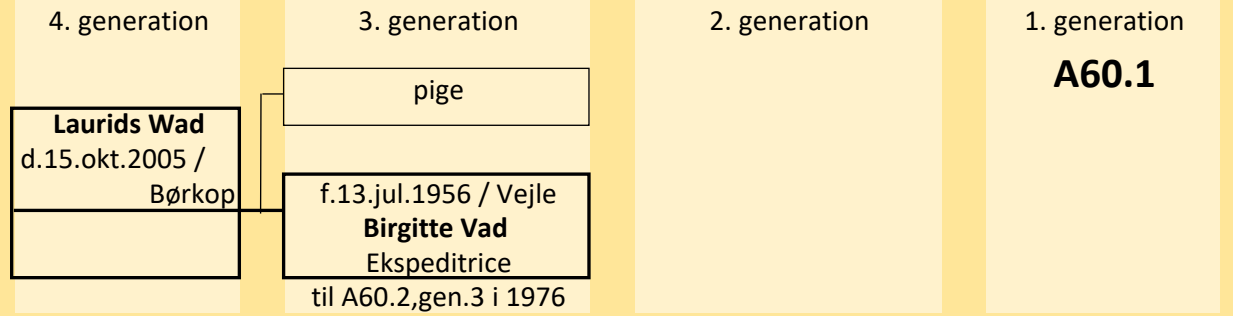 4. generation
3. generation
2. generation
1. generation
A60.1
pige
Laurids Wad
d.15.okt.2005 /
Børkop
f.13.jul.1956 / Vejle
Birgitte Vad
Ekspeditrice
til A60.2,gen.3 i 1976